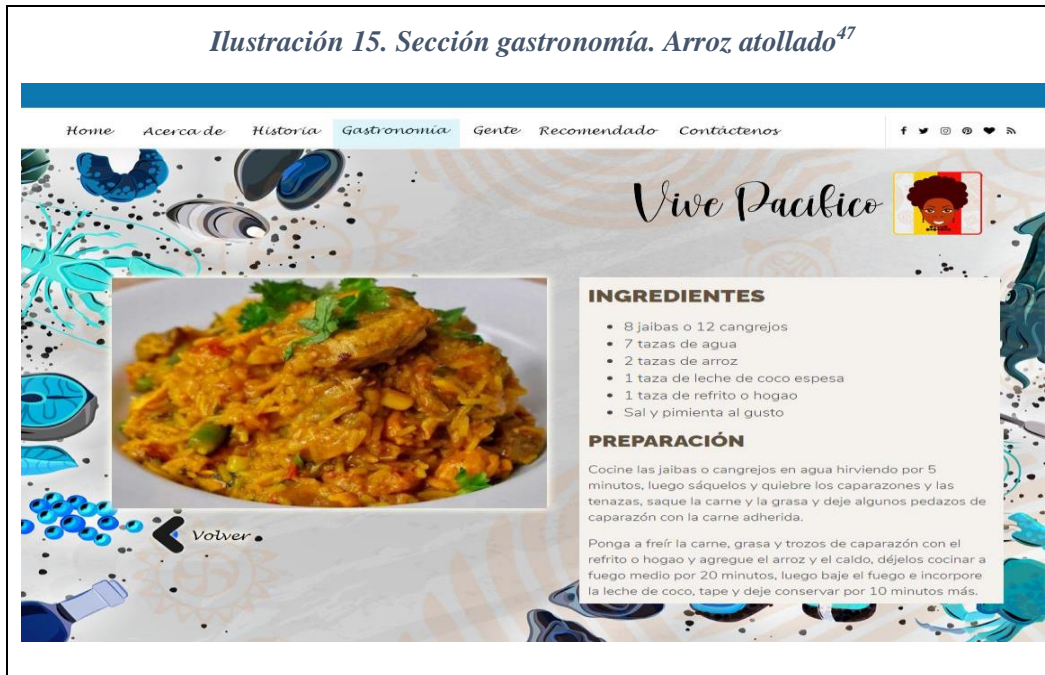 Ilustración 15. Sección gastronomía. Arroz atollado47
Home Acerca de Historia Gastronomía Gente Recomendado Contáctenos
Vive Pacífico
INGREDIENTES
• 8 jaibas o 12 cangrejos
• 7 tazas de agua
• 2 tazas de arroz
• 1 taza de leche de coco espesa
• 1 taza de refrito o hogao
• Sal y pimienta al gusto
PREPARACIÓN
Cocine las jaibas o cangrejos en agua hirviendo por 5
minutos, luego sáquelos y quiebre los caparazones y las
tenazas, saque la carne y la grasa y deje algunos pedazos de
caparazón con la carne adherida.
Ponga a freír la carne, grasa y trozos de caparazón con el
refrito o hogao y agregue el arroz y el caldo, déjelos cocinar a
fuego medio por 20 minutos, luego baje el fuego e incorpore
la leche de coco, tape y deje conservar por 10 minutos más.
Volver